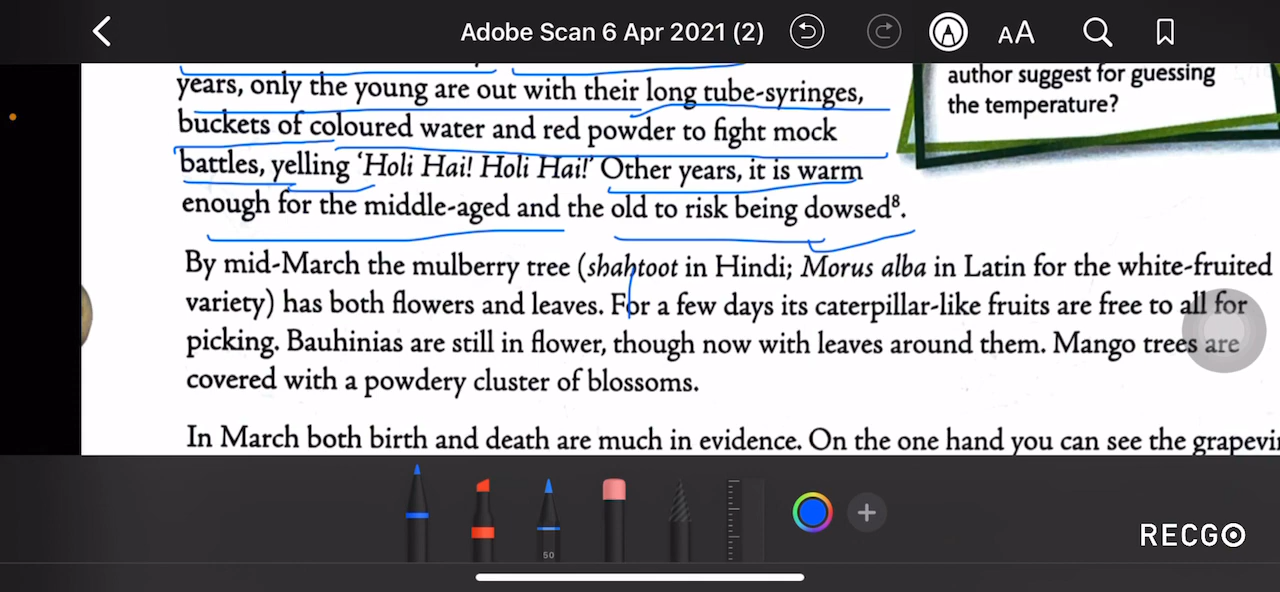 Adobe Scan 6 Apr 2021 (2)
AA
years, only the young are out with their long tube-syringes,
buckets of coloured water and red powder to fight mock
battles, yelling ‘Holi Hai! Holi Hai!’ Other years, it is warm
enough for the middle-aged and the old to risk being dowsed⁸.
author suggest for guessing
the temperature?
By mid-March the mulberry tree (shahtoot in Hindi; Morus alba in Latin for the white-fruited
variety) has both flowers and leaves. For a few days its caterpillar-like fruits are free to all for
picking. Bauhinias are still in flower, though now with leaves around them. Mango trees are
covered with a powdery cluster of blossoms.
In March both birth and death are much in evidence. On the one hand you can see the grapevi
50
RECGO